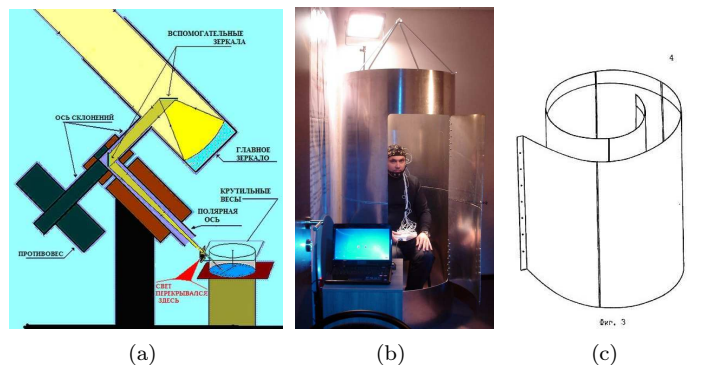 ВСПОМОГАТЕЛЬНЫЕ
ЗЕРКАЛА
ОСЬ СКЛОНЕНИЙ
ГЛАВНОЕ
ЗЕРКАЛО
КРУТИЛЬНЫЕ
ВЕСЫ
ПОЛЯРНАЯ
ОСЬ
ПРОТИВОВЕС
СВЕТ
ПЕРЕКРЫВАЛСЯ
ЗДЕСЬ
4
Фиг. 3
(a)
(b)
(c)